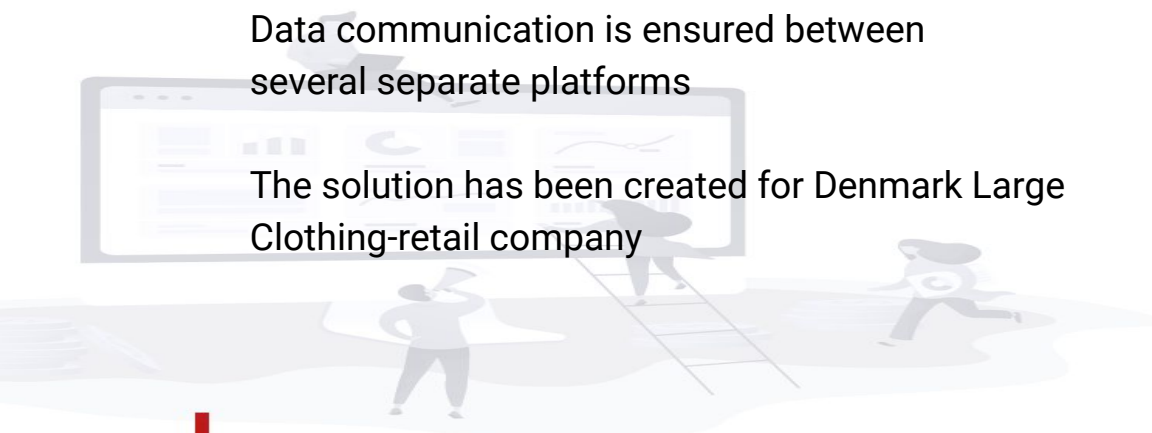 Data communication is ensured between
several separate platforms
The solution has been created for Denmark Large
Clothing-retail company